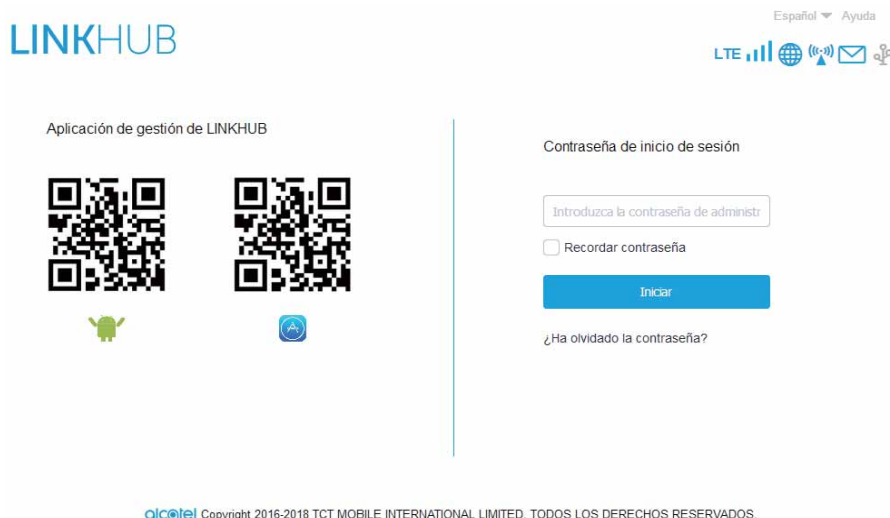 Español Ayuda
LINKHUB
LTE
Aplicación de gestión de LINKHUB
Contraseña de inicio de sesión
Introduzca la contraseña de administr
Recordar contraseña
Iniciar
¿Ha olvidado la contraseña?
alcatel Copyright 2016-2018 TCT MOBILE INTERNATIONAL LIMITED. TODOS LOS DERECHOS RESERVADOS.